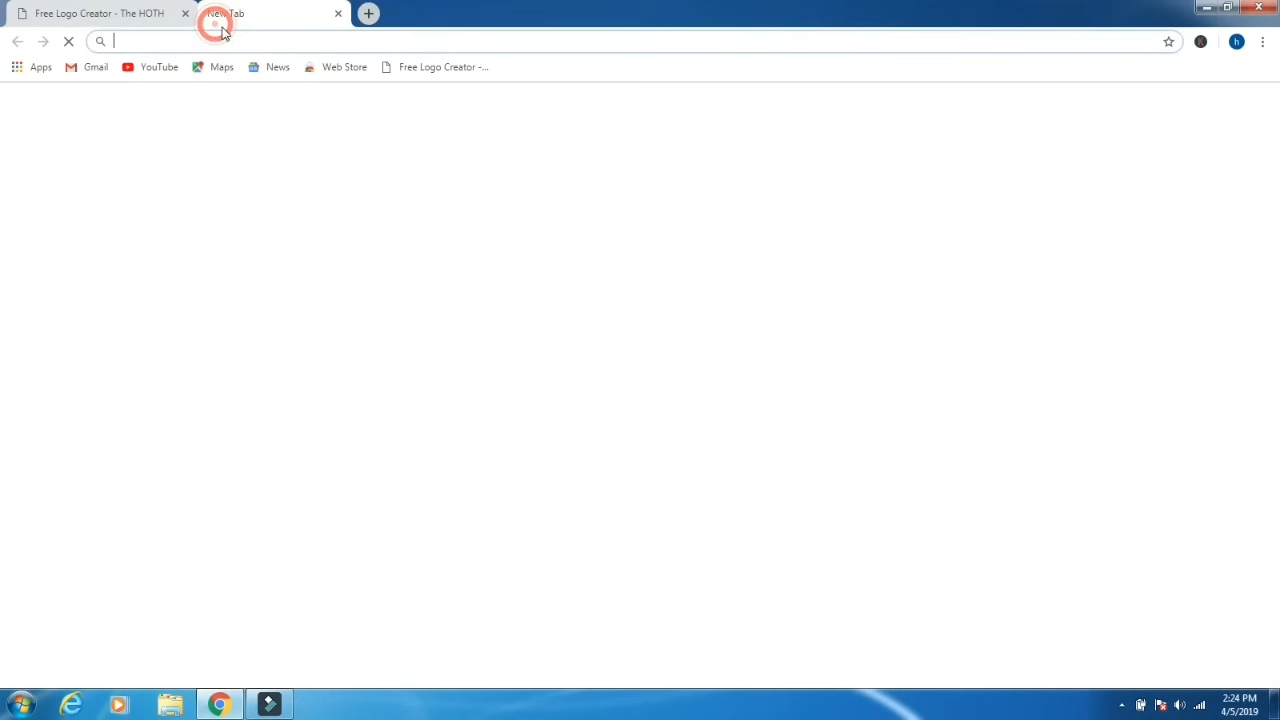 Free Logo Creator - The HOTH
New Tab
Apps
Gmail
YouTube
Maps
News
Web Store
Free Logo Creator -...
K
h
2:24 PM
4/5/2019